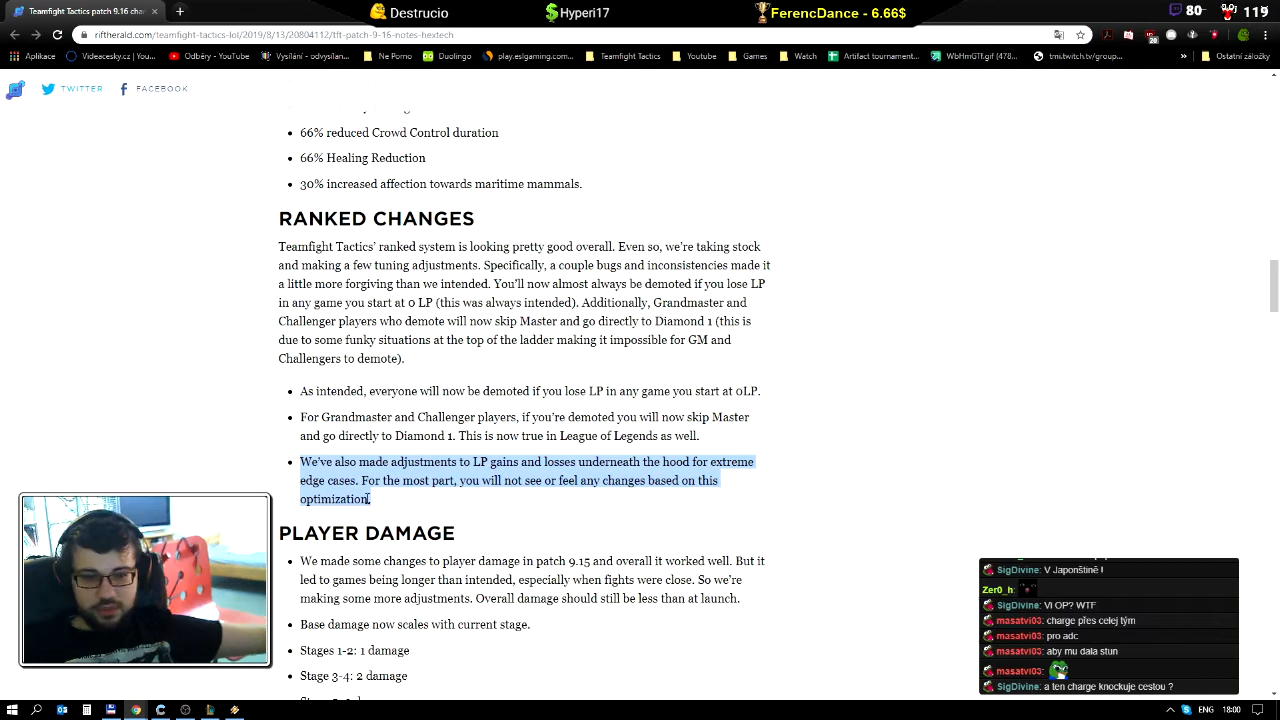 Teamfight Tactics patch 9.16 cha
Destrucio
Hyperi17
FerencDance - 6.66$
80
119
riftherald.com/teamfight-tactics-lol/2019/8/13/20804112/tft-patch-9-16-notes-hextech
Aplikace
Videacesky.cz | You...
Odběry - YouTube
Vysílání - odvysílan...
Ne Porno
Duolingo
play.eslgaming.com...
Teamfight Tactics
Youtube
Games
Watch
Artifact tournament...
WbHmGTf.gif (478...
tmi.twitch.tv/group...
»
Ostatní záložky
TWITTER
FACEBOOK
66% reduced Crowd Control duration
66% Healing Reduction
30% increased affection towards maritime mammals.
RANKED CHANGES
Teamfight Tactics’ ranked system is looking pretty good overall. Even so, we’re taking stock
and making a few tuning adjustments. Specifically, a couple bugs and inconsistencies made it
a little more forgiving than we intended. You’ll now almost always be demoted if you lose LP
in any game you start at 0 LP (this was always intended). Additionally, Grandmaster and
Challenger players who demote will now skip Master and go directly to Diamond 1 (this is
due to some funky situations at the top of the ladder making it impossible for GM and
Challengers to demote).
As intended, everyone will now be demoted if you lose LP in any game you start at 0LP.
For Grandmaster and Challenger players, if you’re demoted you will now skip Master
and go directly to Diamond 1. This is now true in League of Legends as well.
We’ve also made adjustments to LP gains and losses underneath the hood for extreme
edge cases. For the most part, you will not see or feel any changes based on this
optimization.
PLAYER DAMAGE
We made some changes to player damage in patch 9.15 and overall it worked well. But it
led to games being longer than intended, especially when fights were close. So we’re
making some more adjustments. Overall damage should still be less than at launch.
Base damage now scales with current stage.
Stages 1-2: 1 damage
Stage 3-4: 2 damage
SigDivine: V Japonštině !
Zer0_h:
SigDivine: VI OP? WTF
masatvi03: charge přes celej tým
masatvi03: pro adc
masatvi03: aby mu dala stun
masatvi03:
SigDivine: a ten charge knockuje cestou ?
ENG
18:00